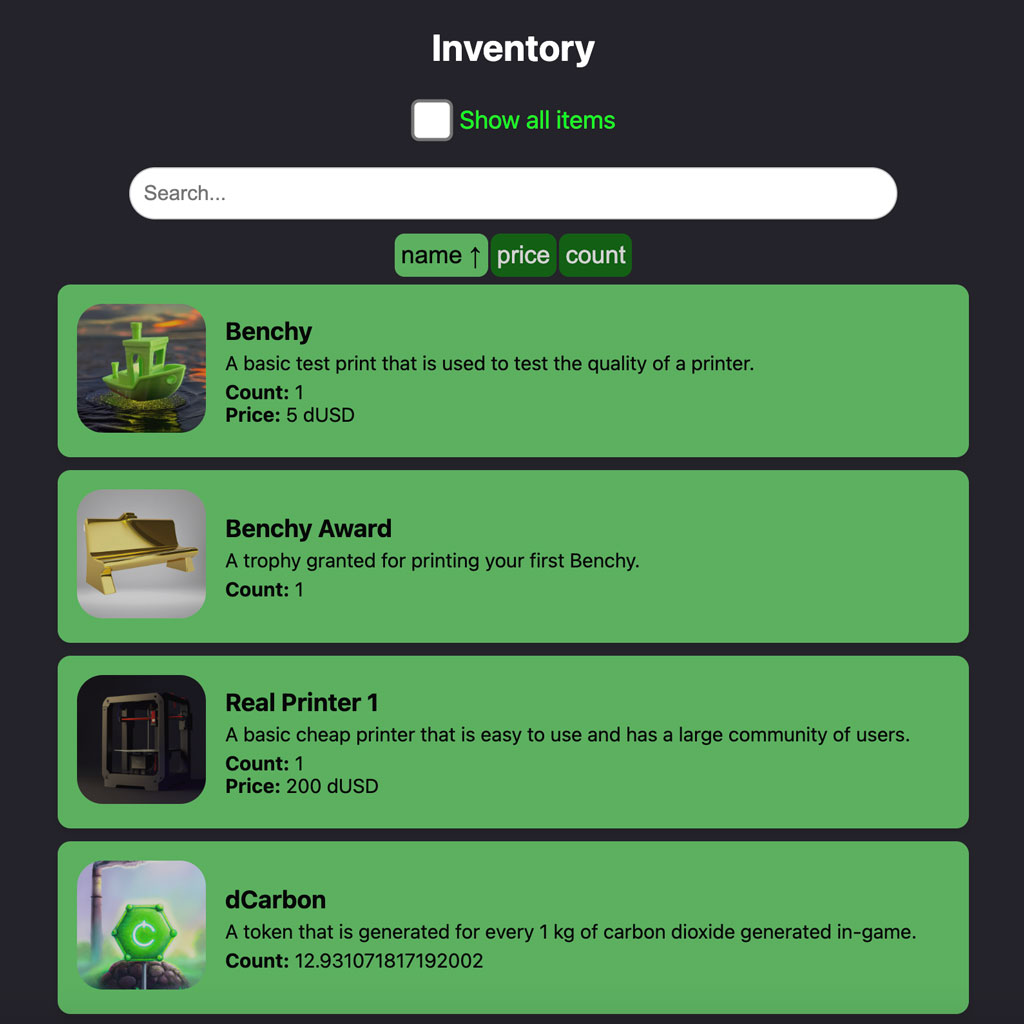 Inventory
Show all items
Search...
name ↑ price count
Benchy
A basic test print that is used to test the quality of a printer.
Count: 1
Price: 5 dUSD
Benchy Award
A trophy granted for printing your first Benchy.
Count: 1
Real Printer 1
A basic cheap printer that is easy to use and has a large community of users.
Count: 1
Price: 200 dUSD
dCarbon
A token that is generated for every 1 kg of carbon dioxide generated in-game.
Count: 12.931071817192002